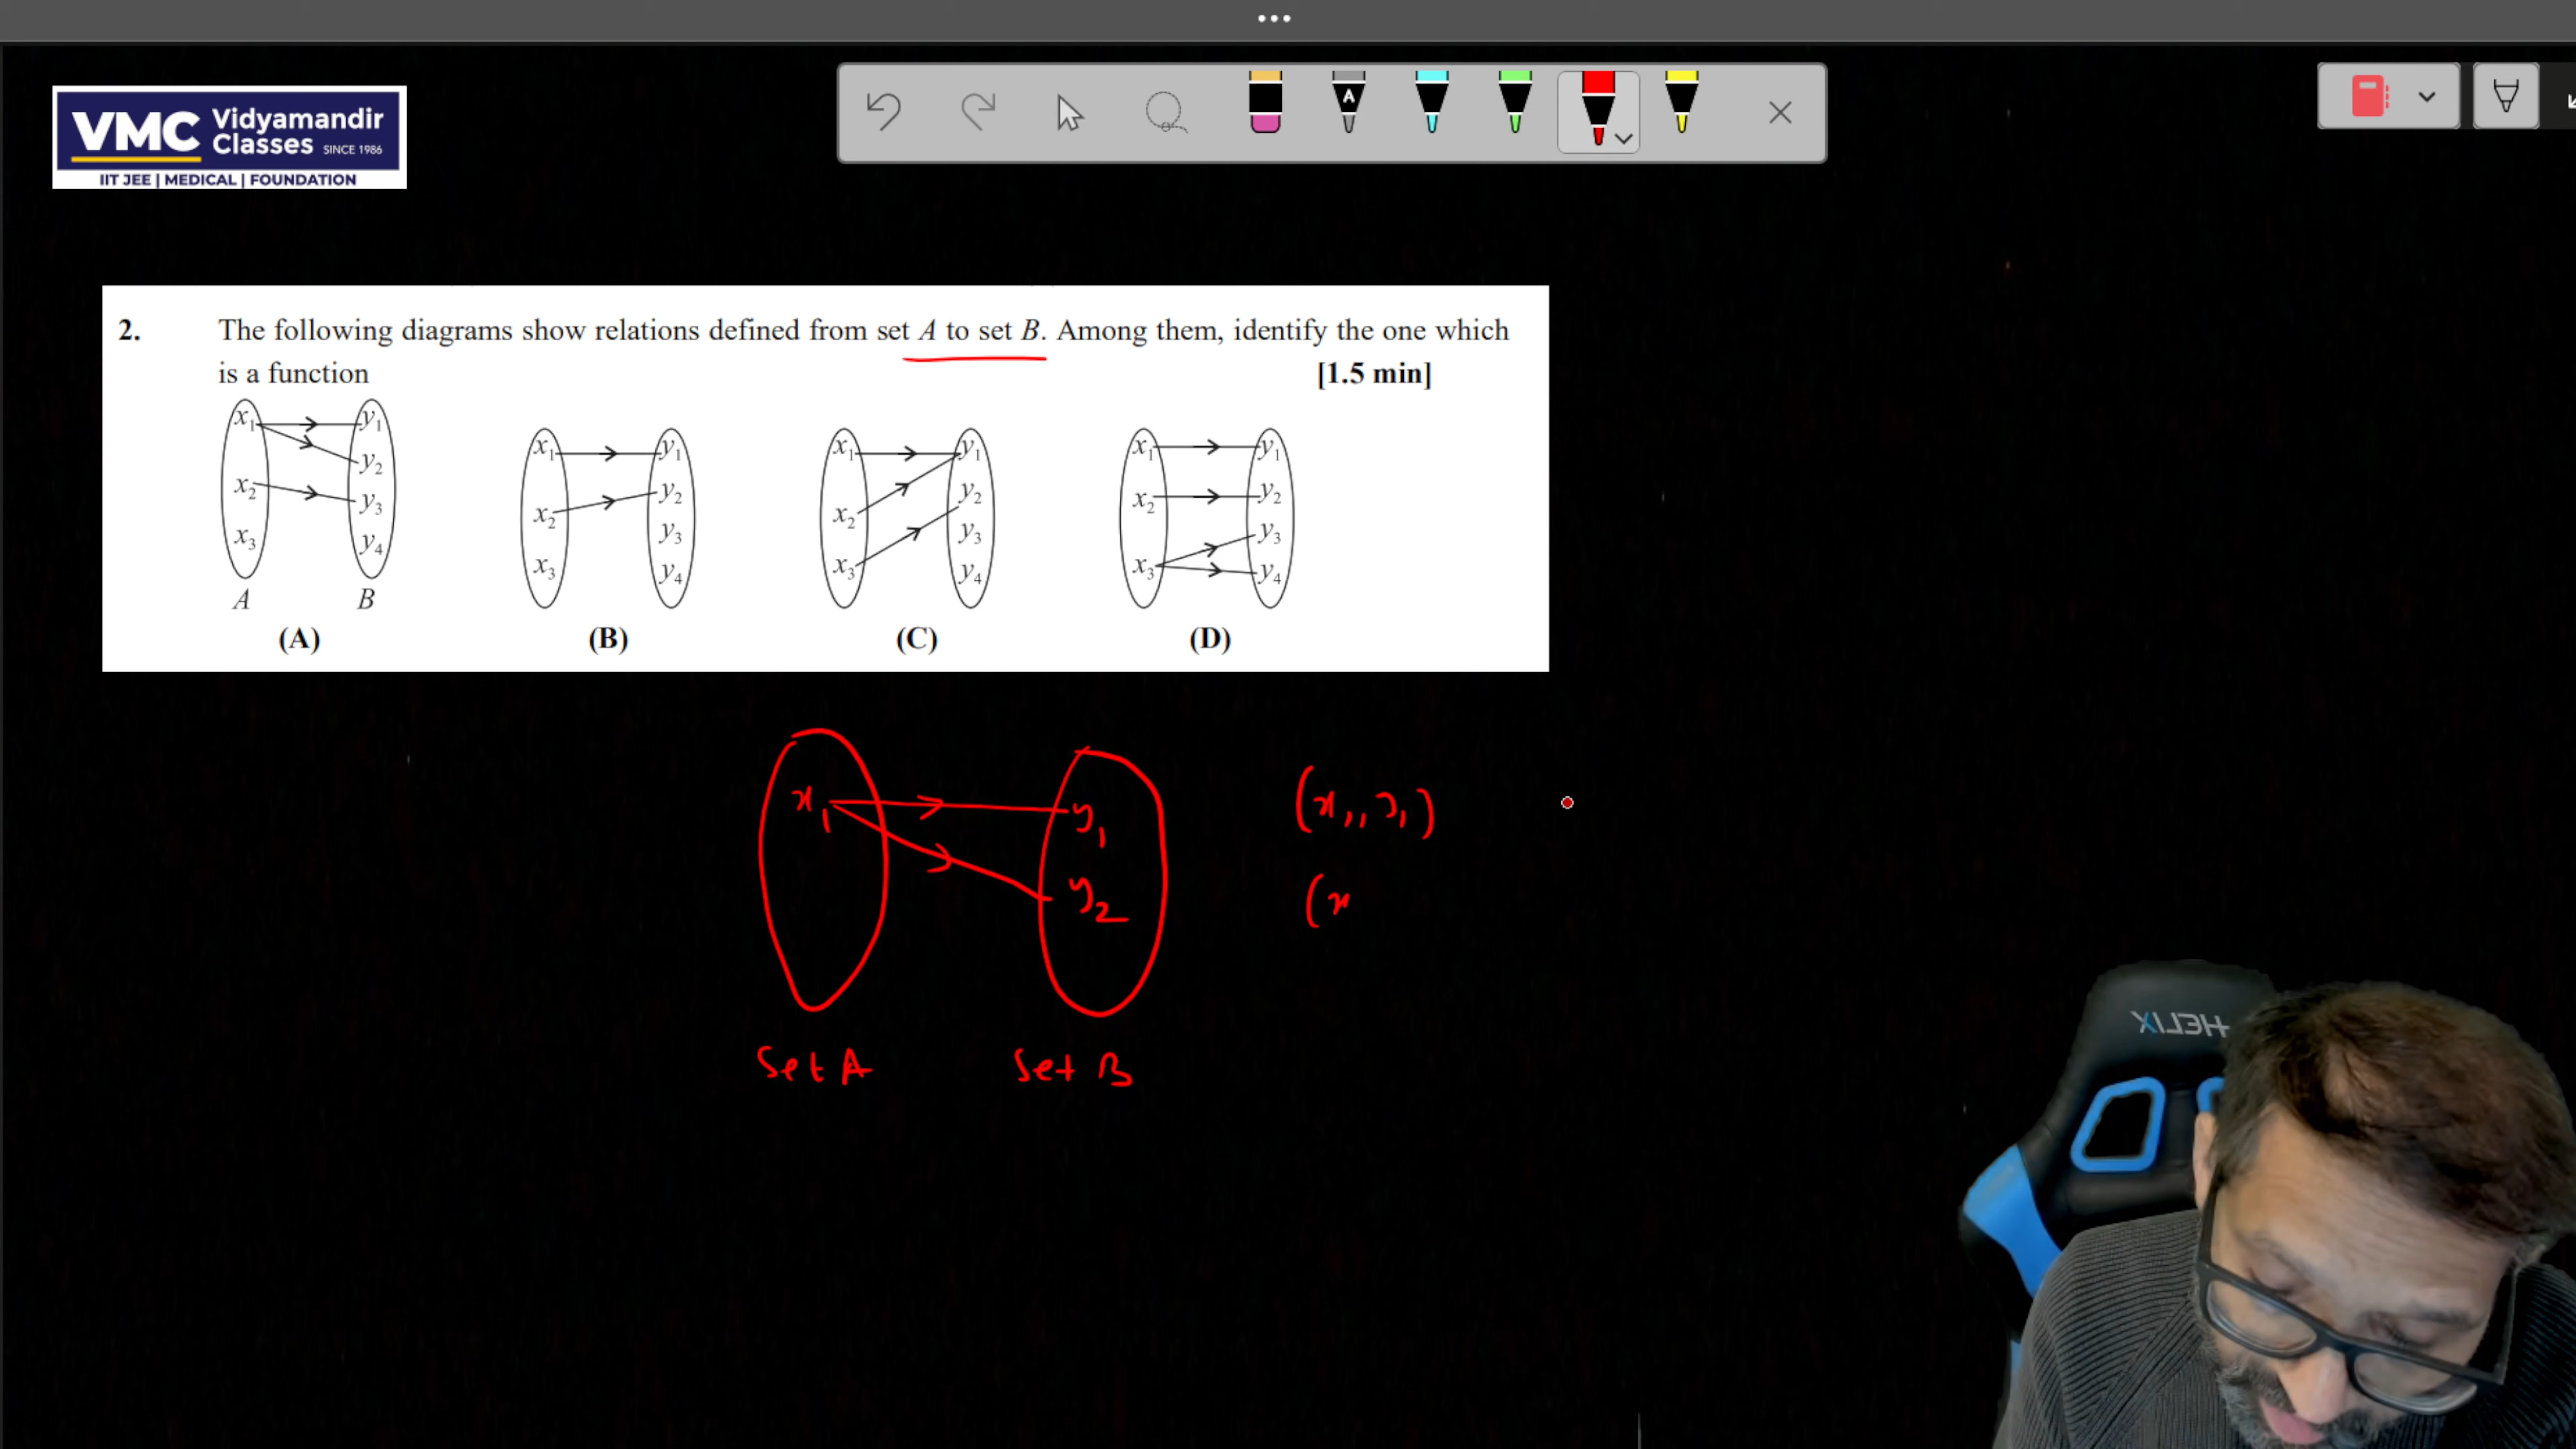 VMC Vidyamandir Classes SINCE 1986
IIT JEE | MEDICAL | FOUNDATION
A
2. The following diagrams show relations defined from set A to set B. Among them, identify the one which
is a function [1.5 min]
x₁ y₁ x₁ y₁ x₁ y₁ x₁ y₁
y₂ y₂ y₂ y₂
x₂ y₃ x₂ y₃ x₂ y₃ x₂ y₃
x₃ y₄ x₃ y₄ x₃ y₄ x₃ y₄
A B
(A) (B) (C) (D)
x₁ y₁ (x₁, y₁)
y₂ (x
Set A Set B
HELIX